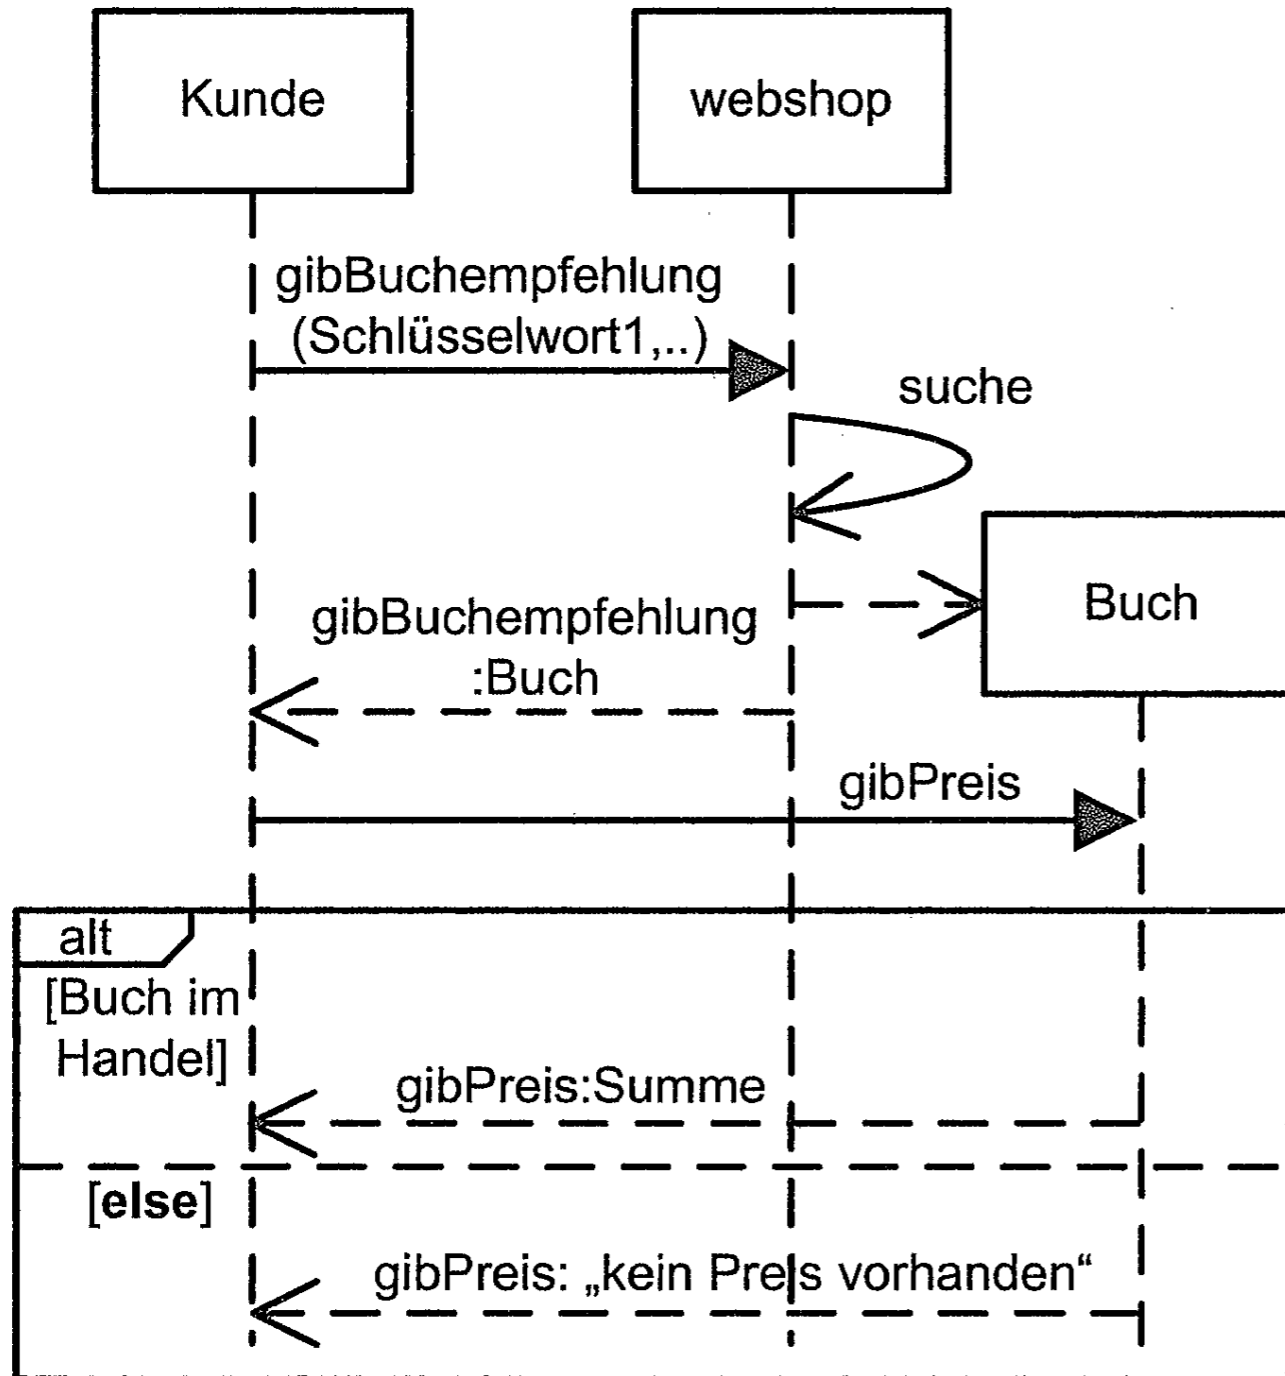 Kunde
webshop
gibBuchempfehlung
(Schlüsselwort1,..)
suche
Buch
gibBuchempfehlung
:Buch
gibPreis
alt
[Buch im
Handel]
gibPreis:Summe
[else]
gibPreis: „kein Preis vorhanden“